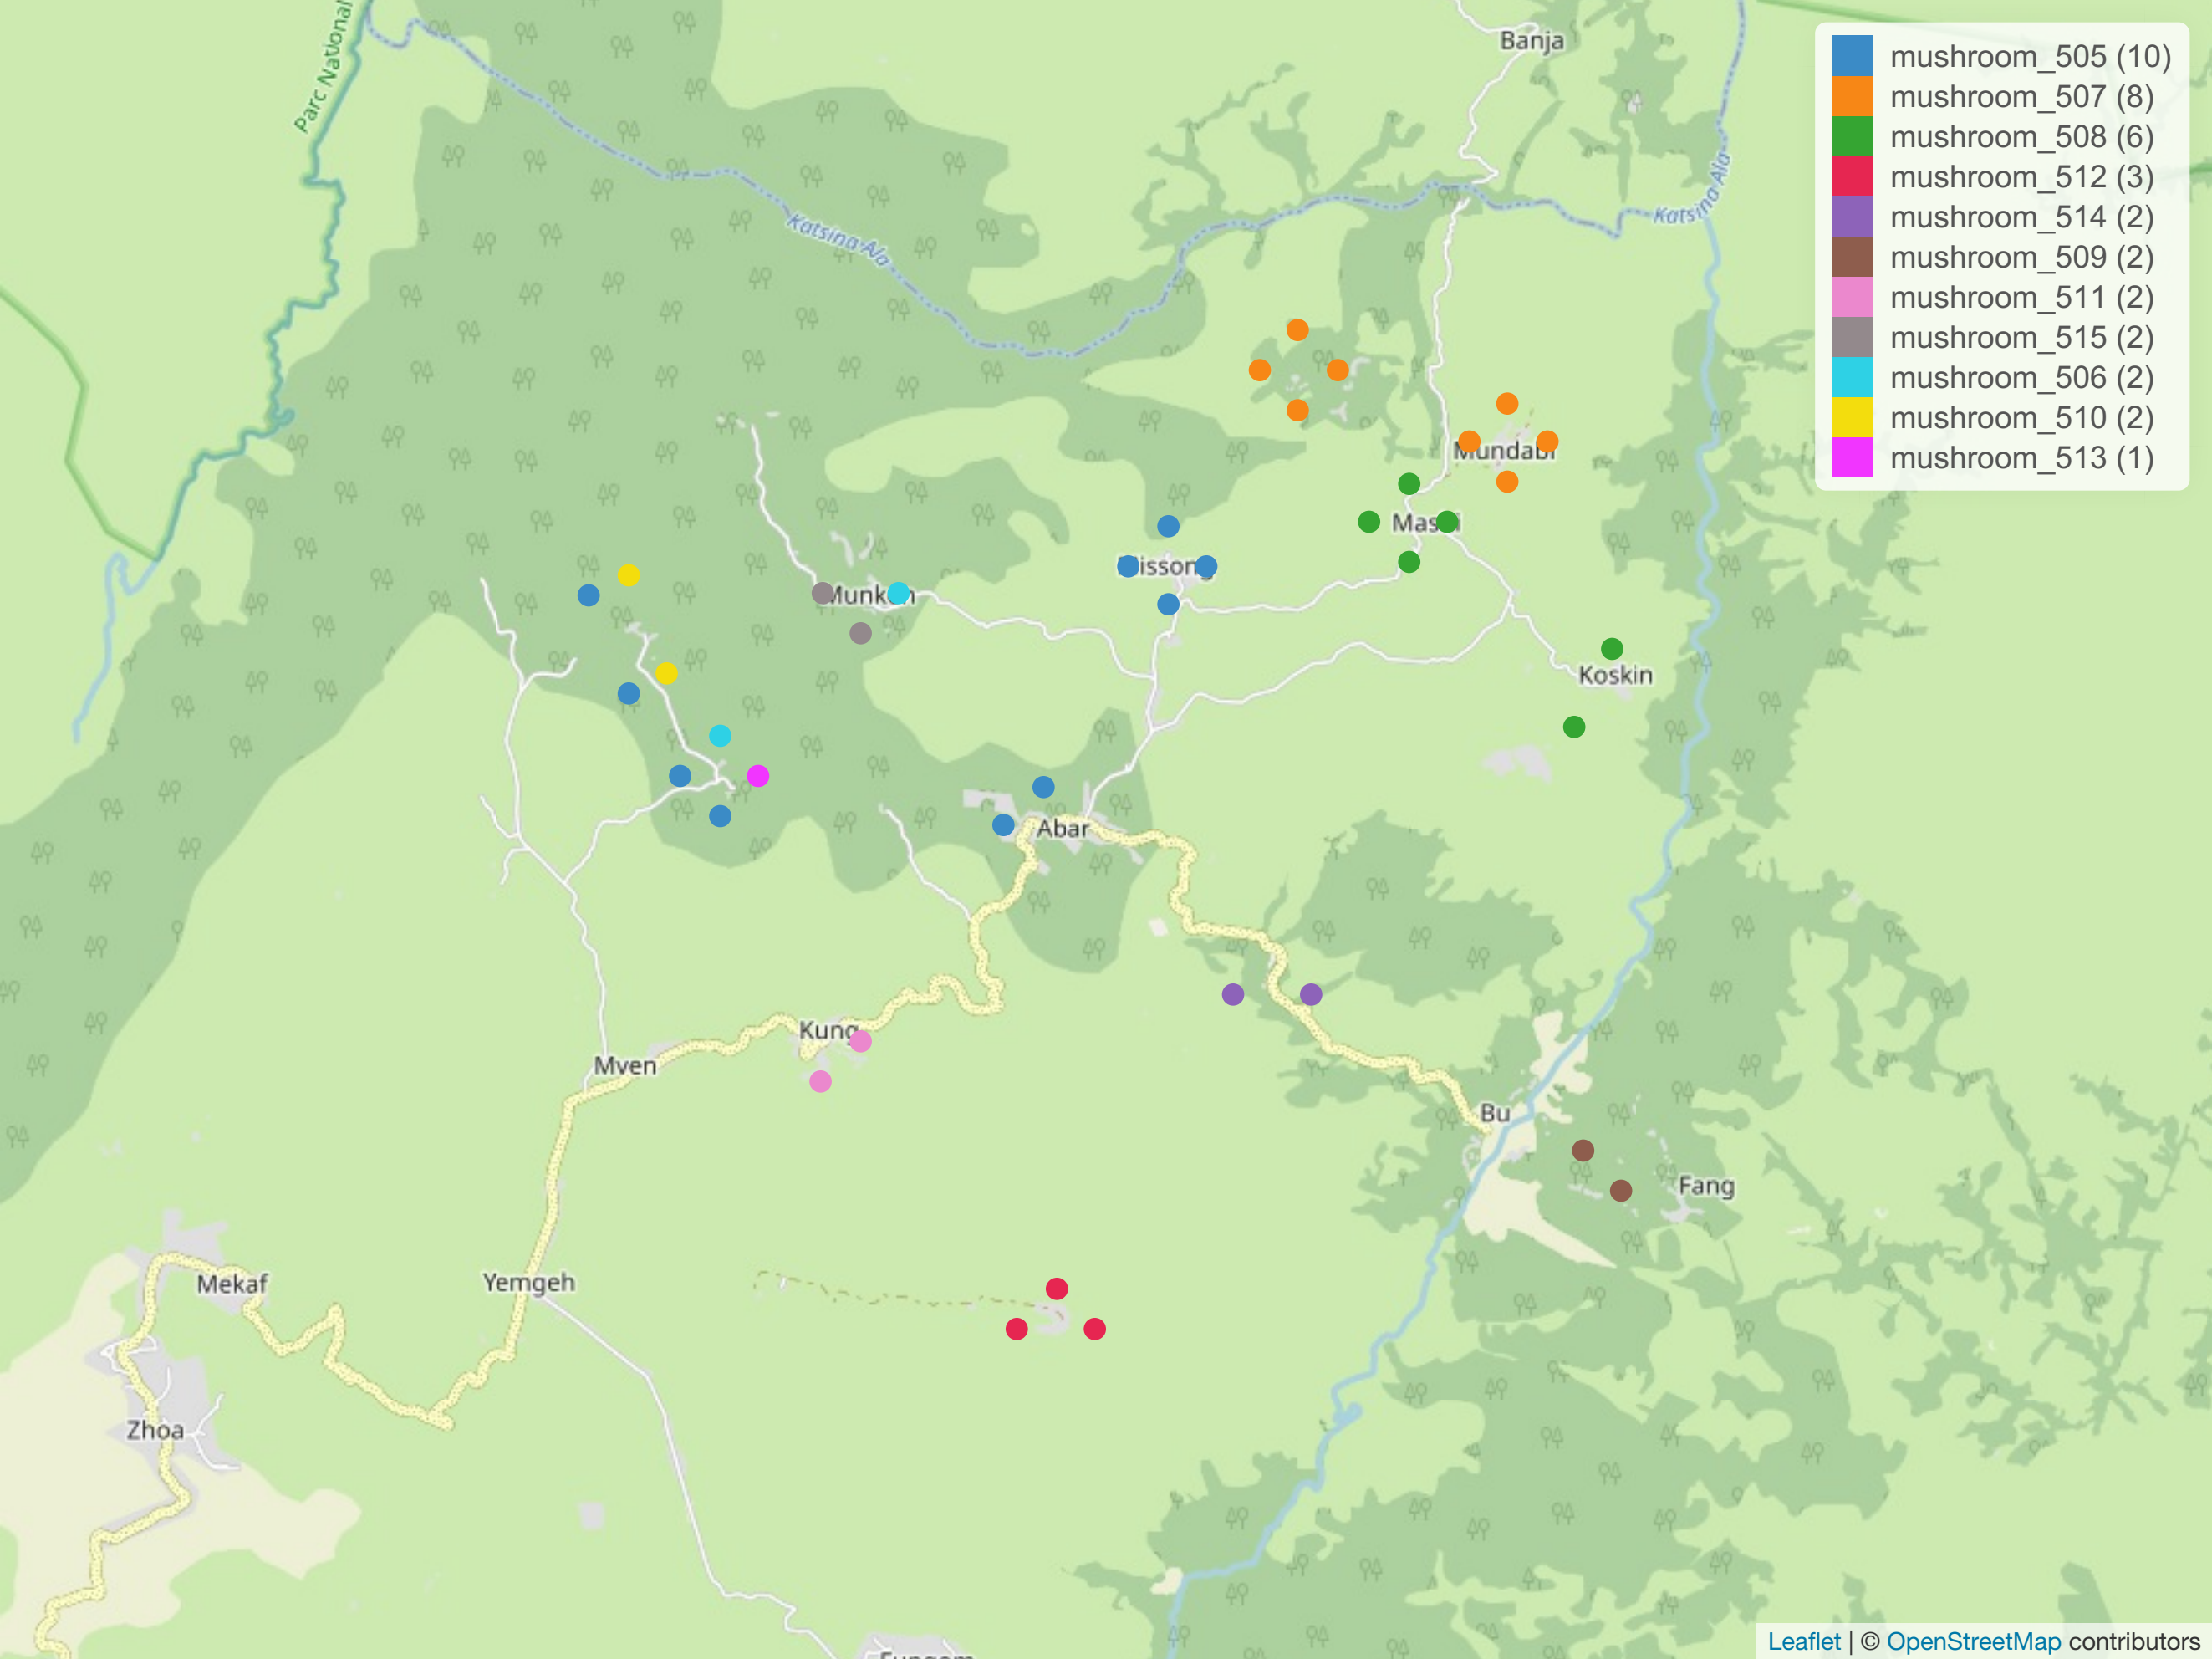 Parc National
Banja
Katsina-Ala
Katsina-Ala
mushroom_505 (10)
mushroom_507 (8)
mushroom_508 (6)
mushroom_512 (3)
mushroom_514 (2)
mushroom_509 (2)
mushroom_511 (2)
mushroom_515 (2)
mushroom_506 (2)
mushroom_510 (2)
mushroom_513 (1)
Mundabi
Koskin
Abar
Kung
Mven
Bu
Fang
Mekaf
Yemgeh
Zhoa
Leaflet | © OpenStreetMap contributors